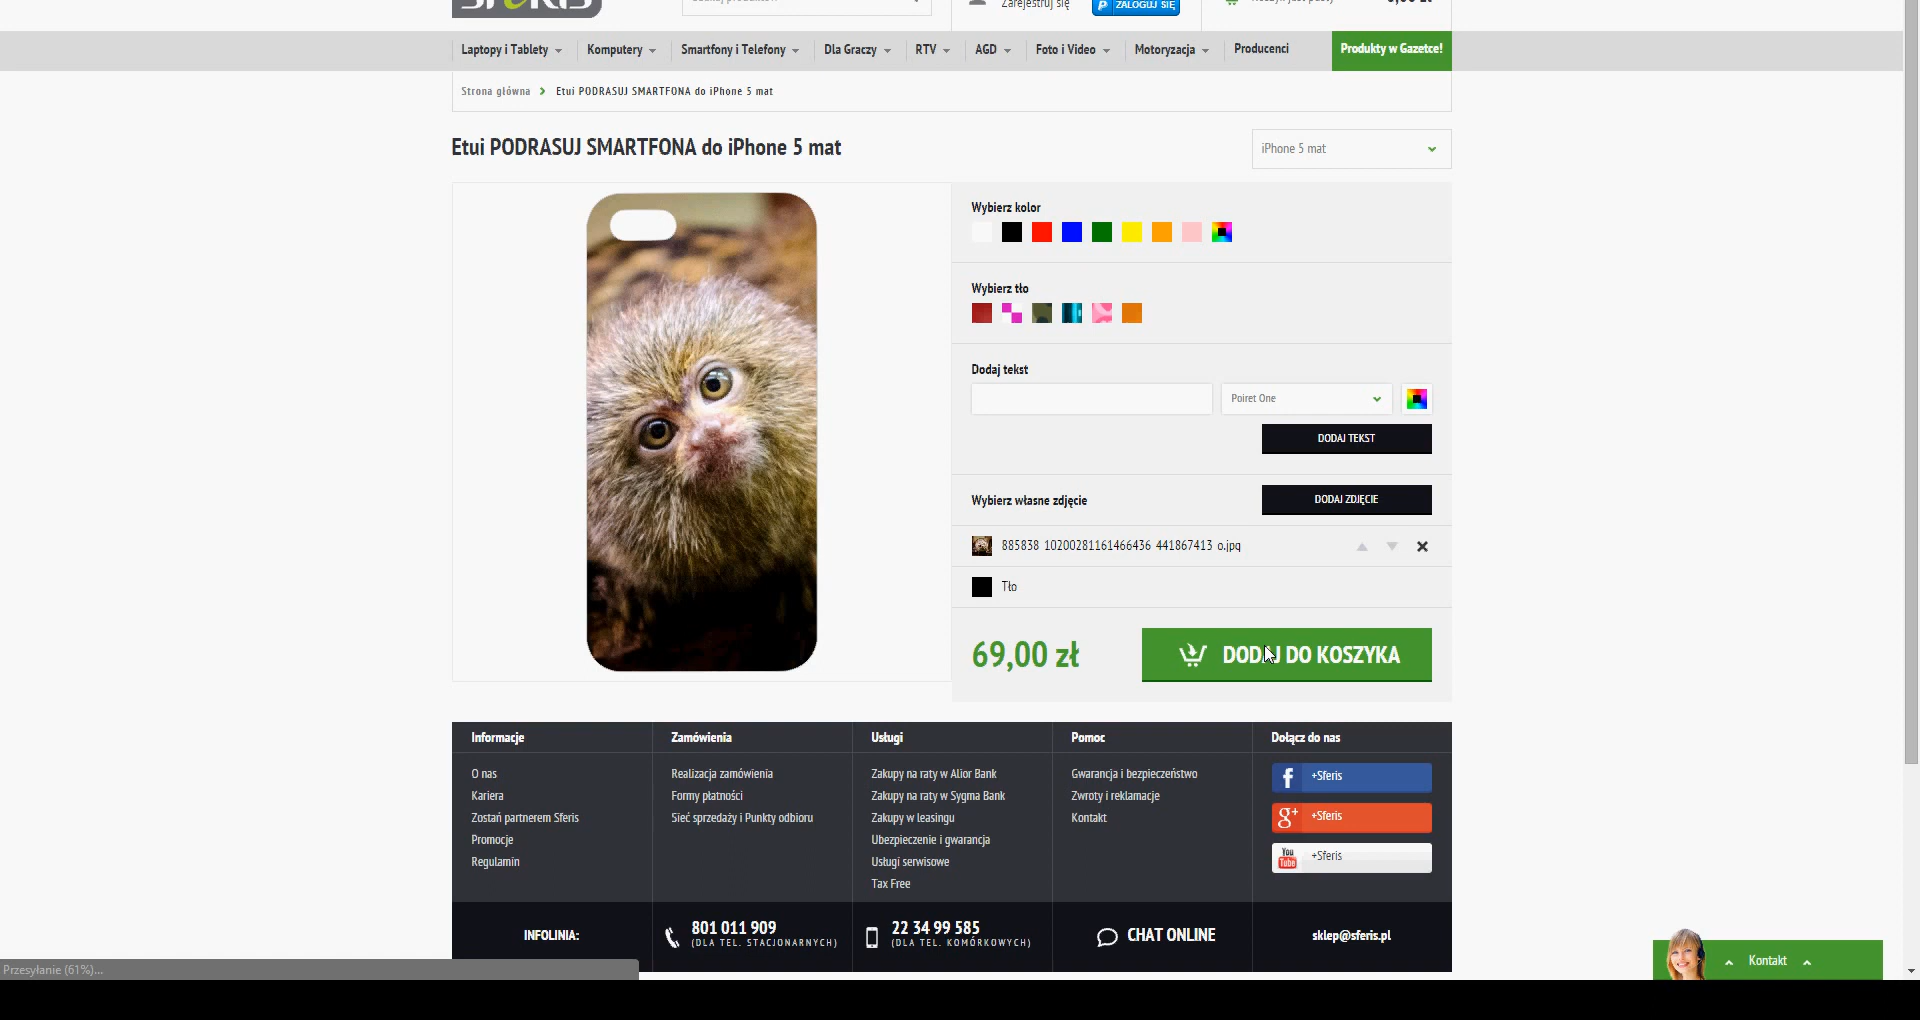 SFERIS
Zarejestruj się
ZALOGUJ SIĘ
Laptopy i Tablety
Komputery
Smartfony i Telefony
Dla Graczy
RTV
AGD
Foto i Video
Motoryzacja
Producenci
Produkty w Gazetce!
Strona główna
Etui PODRASUJ SMARTFONA do iPhone 5 mat
Etui PODRASUJ SMARTFONA do iPhone 5 mat
iPhone 5 mat
Wybierz kolor
Wybierz tło
Dodaj tekst
Poiret One
DODAJ TEKST
Wybierz własne zdjęcie
DODAJ ZDJĘCIE
885838 10200281161466436 441867413 o.jpg
Tło
69,00 zł
DODAJ DO KOSZYKA
Informacje
O nas
Kariera
Zostań partnerem Sferis
Promocje
Regulamin
Zamówienia
Realizacja zamówienia
Formy płatności
Sieć sprzedaży i Punkty odbioru
Usługi
Zakupy na raty w Alior Bank
Zakupy na raty w Sygma Bank
Zakupy w leasingu
Ubezpieczenie i gwarancja
Usługi serwisowe
Tax Free
Pomoc
Gwarancja i bezpieczeństwo
Zwroty i reklamacje
Kontakt
Dołącz do nas
+Sferis
+Sferis
You Tube
+Sferis
INFOLINIA:
801 011 909
(DLA TEL. STACJONARNYCH)
22 34 99 585
(DLA TEL. KOMÓRKOWYCH)
CHAT ONLINE
sklep@sferis.pl
Kontakt
Przesyłanie (61%)...